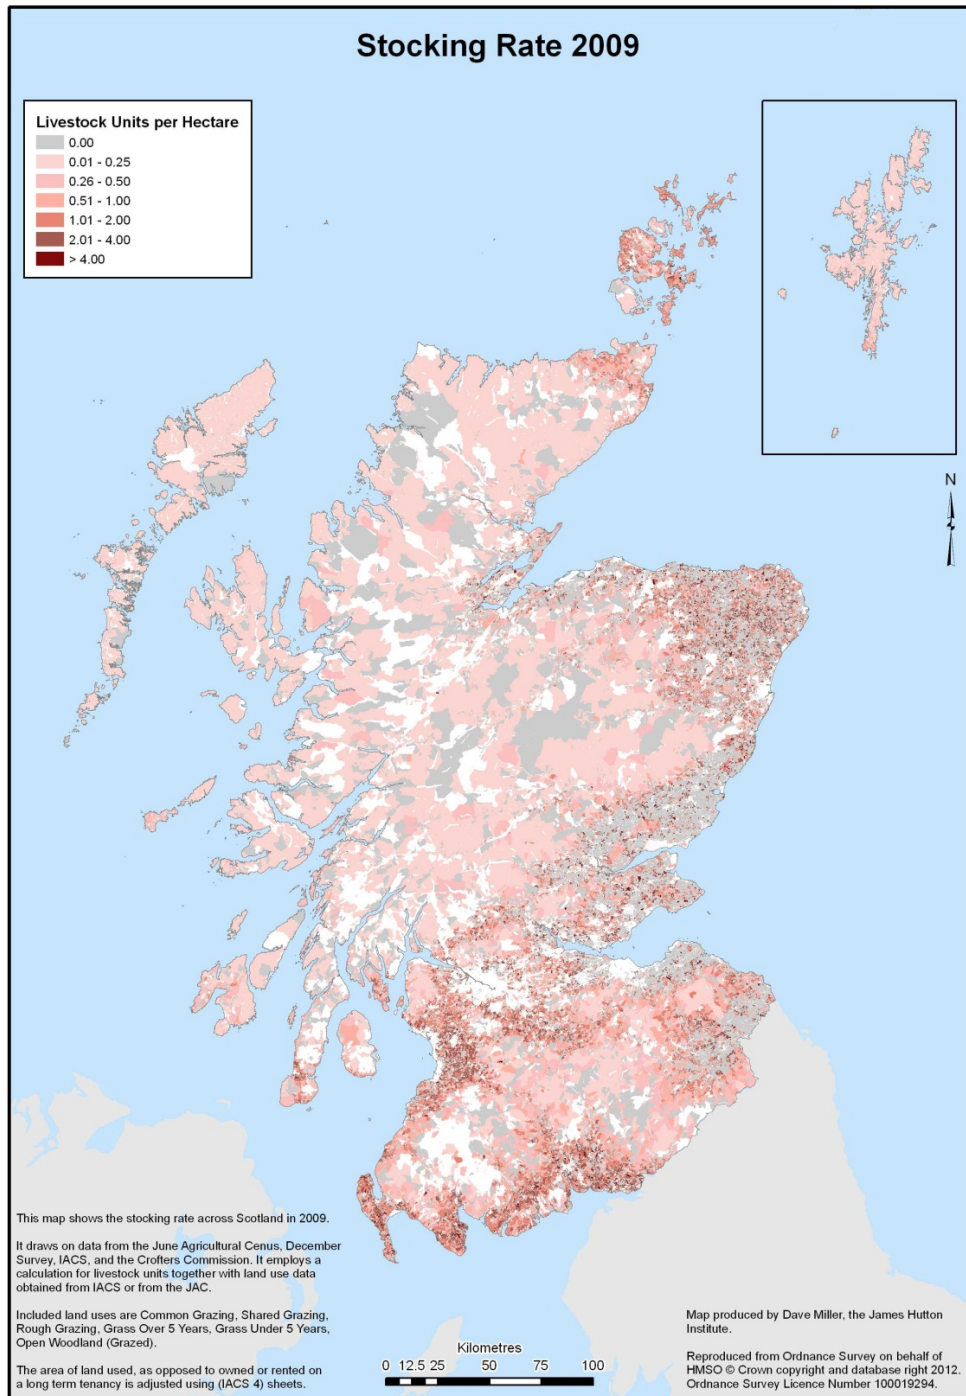 Stocking Rate 2009
Livestock Units per Hectare
0.00
0.01 - 0.25
0.26 - 0.50
0.51 - 1.00
1.01 - 2.00
2.01 - 4.00
> 4.00
N
This map shows the stocking rate across Scotland in 2009.
It draws on data from the June Agricultural Cenus, December
Survey, IACS, and the Crofters Commission. It employs a
calculation for livestock units together with land use data
obtained from IACS or from the JAC.
Included land uses are Common Grazing, Shared Grazing,
Rough Grazing, Grass Over 5 Years, Grass Under 5 Years,
Open Woodland (Grazed).
The area of land used, as opposed to owned or rented on
a long term tenancy is adjusted using (IACS 4) sheets.
Kilometres
0 12.5 25 50 75 100
Map produced by Dave Miller, the James Hutton
Institute.
Reproduced from Ordnance Survey on behalf of
HMSO © Crown copyright and database right 2012.
Ordnance Survey Licence Number 100019294.